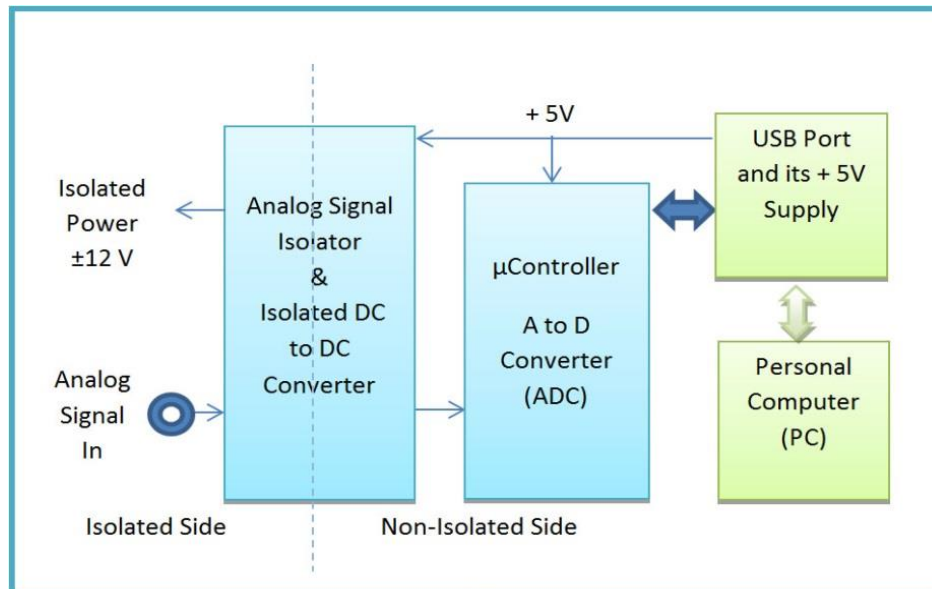 + 5V
USB Port
and its + 5V
Supply
Isolated
Power
±12 V
Analog Signal
Isolator
&
Isolated DC
to DC
Converter
µController
A to D
Converter
(ADC)
Analog
Signal
In
Personal
Computer
(PC)
Isolated Side
Non-Isolated Side